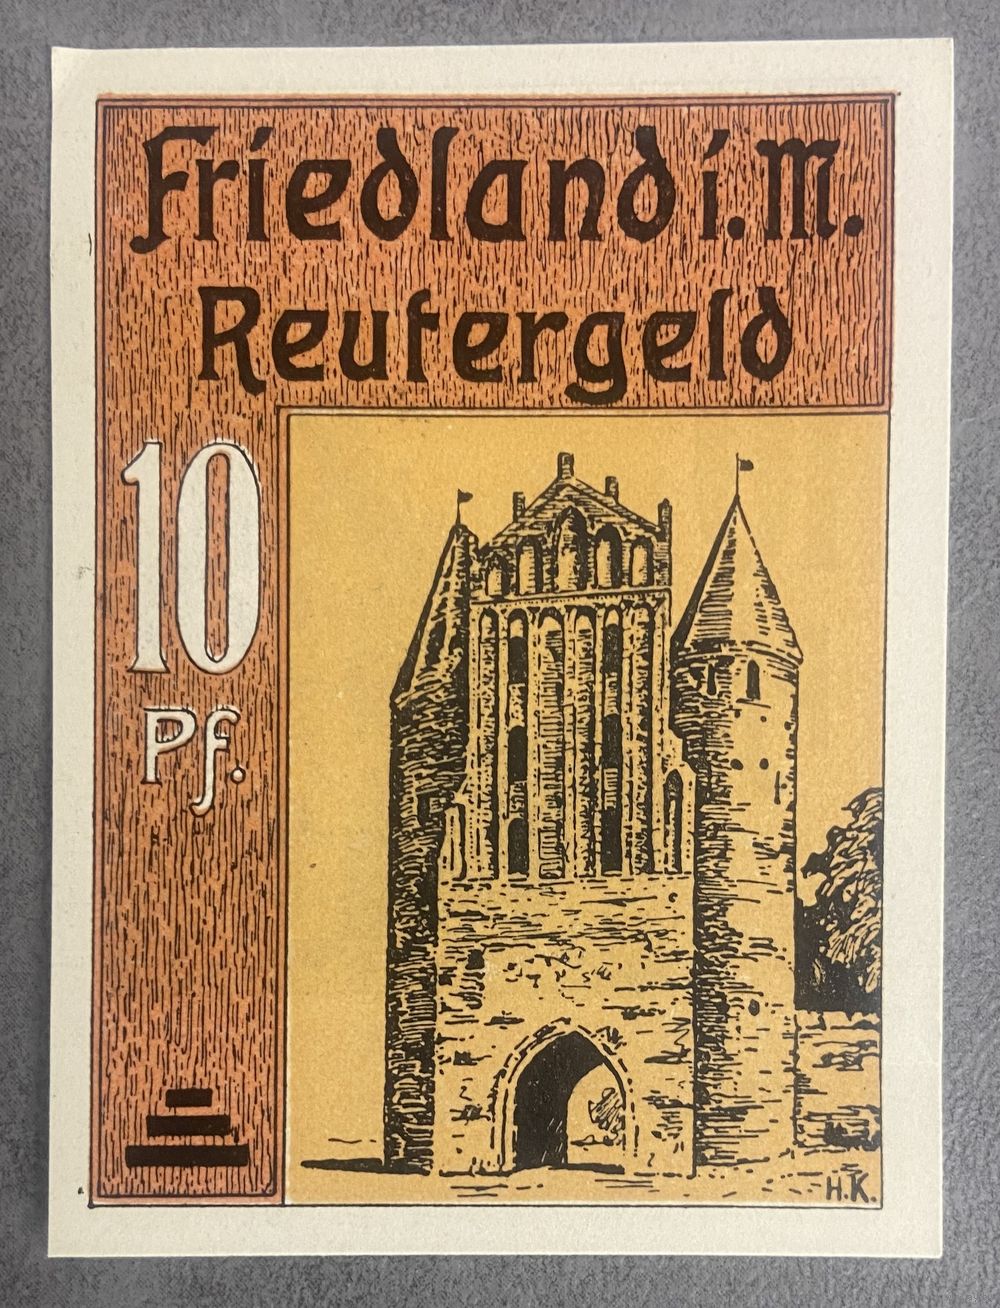 Friedland i. M.
Reutergeld
10
Pf.
H.K.